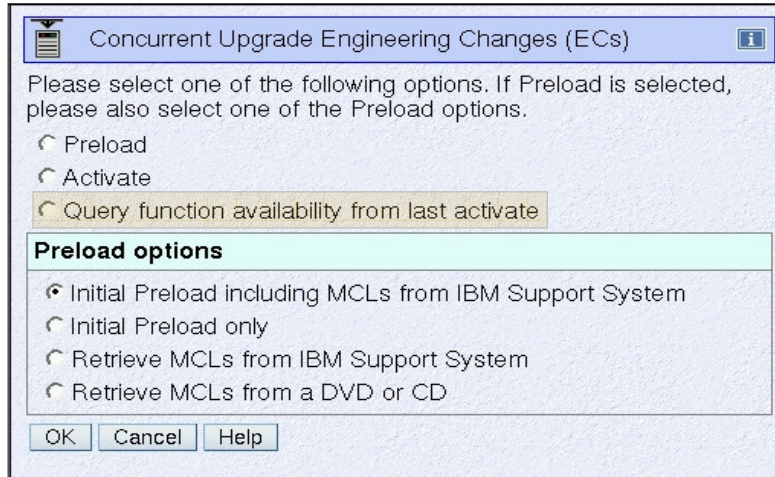 Concurrent Upgrade Engineering Changes (ECs)
i
Please select one of the following options. If Preload is selected,
please also select one of the Preload options.
Preload
Activate
Query function availability from last activate
Preload options
Initial Preload including MCLs from IBM Support System
Initial Preload only
Retrieve MCLs from IBM Support System
Retrieve MCLs from a DVD or CD
OK Cancel Help